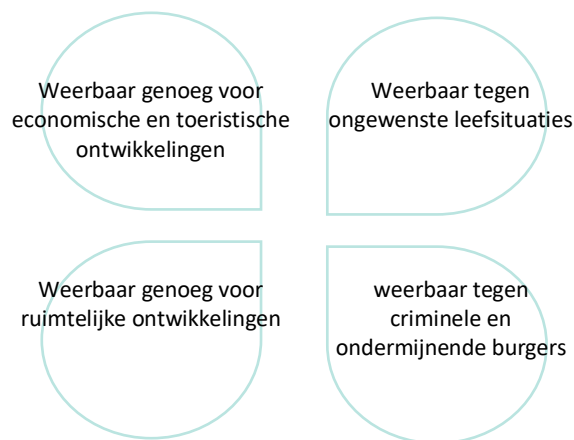 Weerbaar genoeg voor
economische en toeristische
ontwikkelingen
Weerbaar tegen
ongewenste leefsituaties
Weerbaar genoeg voor
ruimtelijke ontwikkelingen
weerbaar tegen
criminele en
ondermijnende burgers